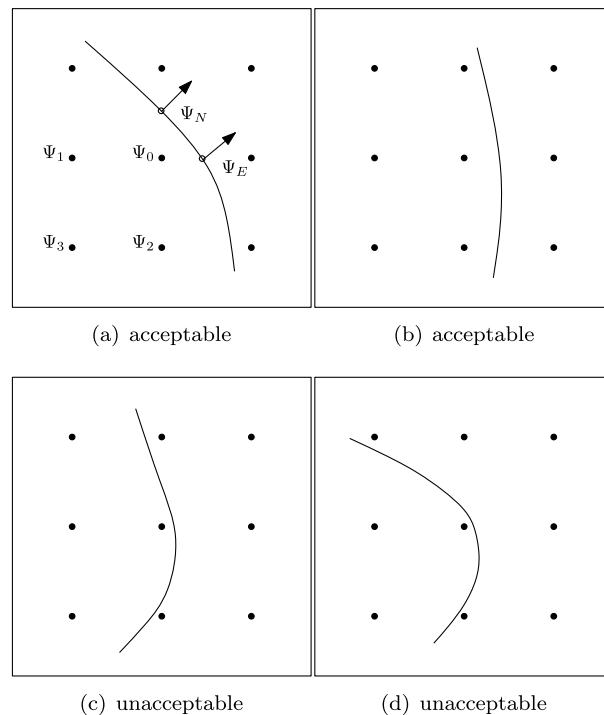 Ψ_N
Ψ_1 Ψ_0
Ψ_E
Ψ_3 Ψ_2
(a) acceptable (b) acceptable
(c) unacceptable (d) unacceptable